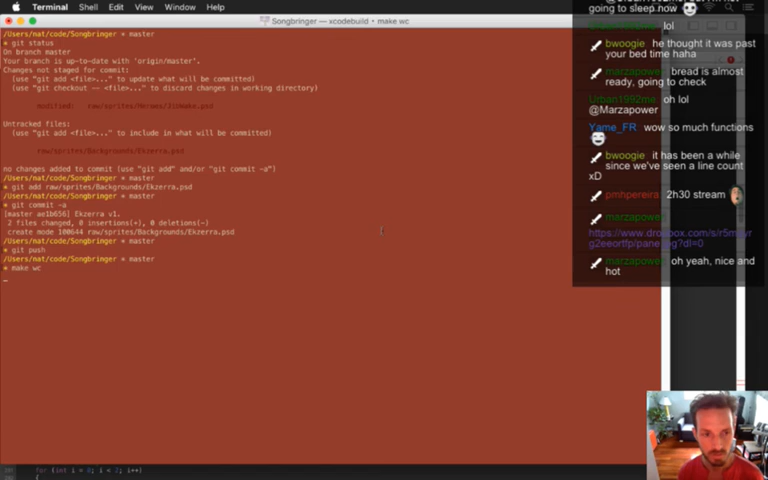 Terminal Shell Edit View Window Help
Songbringer • xcodebuild • make wc
/Users/nat/code/Songbringer * master
* git status
On branch master
Your branch is up-to-date with 'origin/master'.
Changes not staged for commit:
(use "git add <file>..." to update what will be committed)
(use "git checkout -- <file>..." to discard changes in working directory)
modified:
Untracked files:
(use "git add <file>..." to include in what will be committed)
raw/sprites/Backgrounds/Ekzerra.psd
no changes added to commit (use "git add" and/or "git commit -a")
/Users/nat/code/Songbringer * master
* git add raw/sprites/Backgrounds/Ekzerra.psd
/Users/nat/code/Songbringer * master
* git commit -a
[master ae1b656] Ekzerra v1.
2 files changed, 0 insertions(+), 0 deletions(-)
create mode 100644 raw/sprites/Backgrounds/Ekzerra.psd
/Users/nat/code/Songbringer * master
* git push
/Users/nat/code/Songbringer * master
* make wc
going to sleep now
lol
bwoogie he thought it was past
your bed time haha
marzapower bread is almost
ready, going to check
Urban1992me oh lol
@Marzapower
Yame_FR wow so much functions
bwoogie it has been a while
since we've seen a line count
xD
pmhpereira 2h30 stream
marzapower
marzapower oh yeah, nice and
hot
for (int i = 0; i < 2; i++)
{